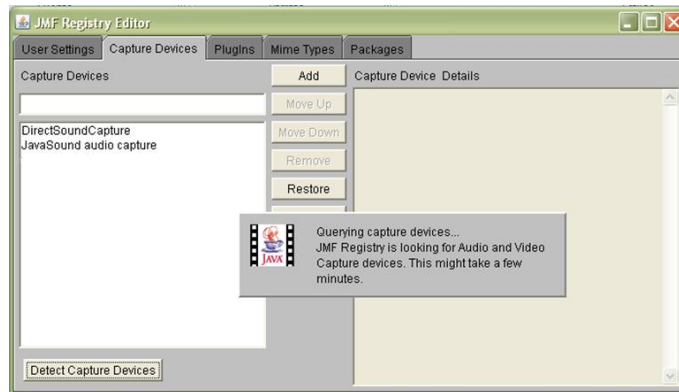 JMF Registry Editor
User Settings
Capture Devices
PlugIns
Mime Types
Packages
Capture Devices
Add
Capture Device Details
Move Up
DirectSoundCapture
JavaSound audio capture
Move Down
Remove
Restore
JAVA
Querying capture devices...
JMF Registry is looking for Audio and Video
Capture devices. This might take a few
minutes.
Detect Capture Devices